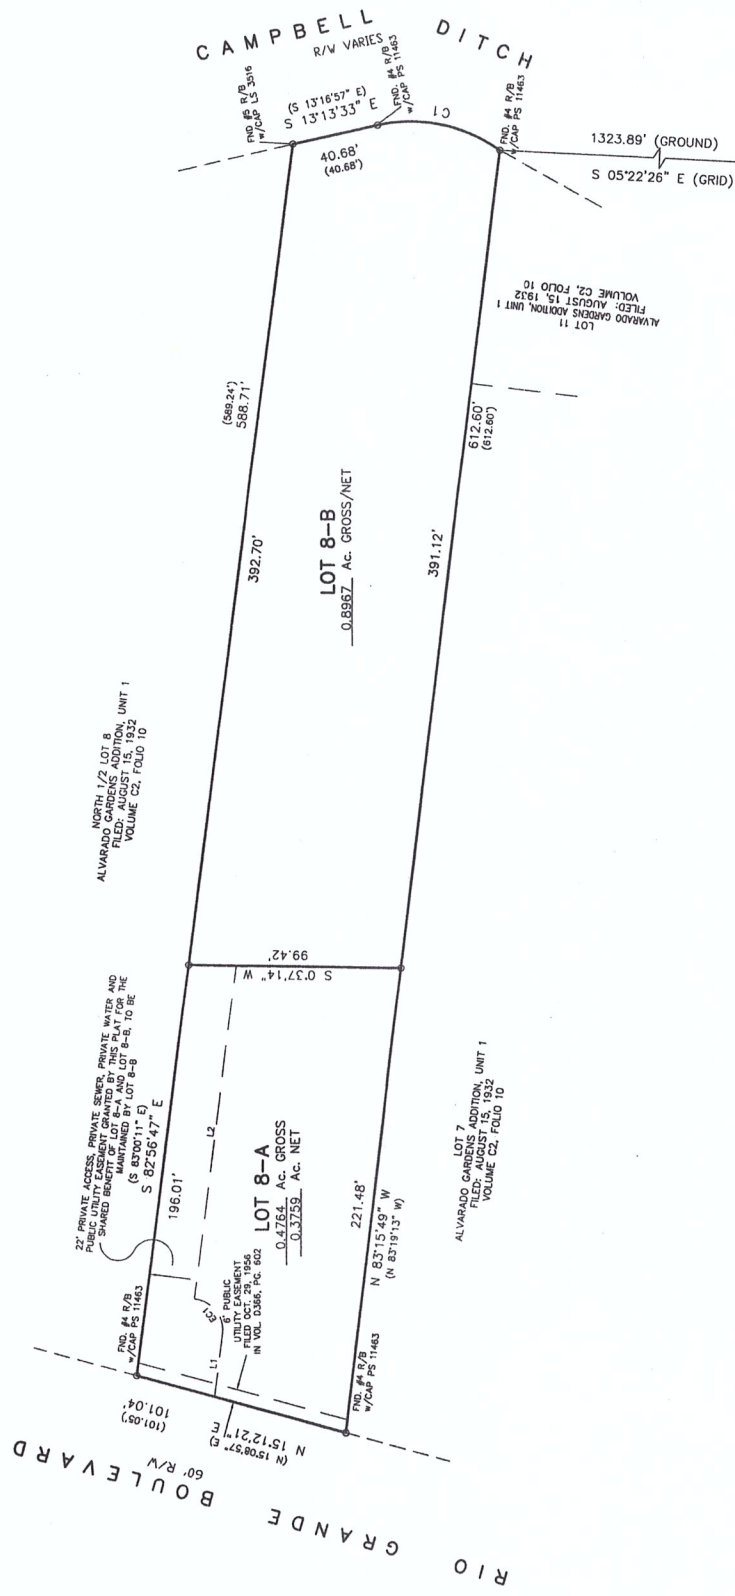 CAMPBELL DITCH
R/W VARIES
FND. #5 R/B
w/CAP LS 3516
(S 13°16'57" E)
S 13°13'33" E
FND. #4 R/B
w/CAP PS 11463
C1
FND. #4 R/B
w/CAP PS 11463
40.68'
(40.68')
1323.89' (GROUND)
S 05°22'26" E (GRID)
LOT 11
ALVARADO GARDENS ADDITION, UNIT 1
FILED: AUGUST 15, 1932
VOLUME C2, FOLIO 10
(589.24')
588.71'
612.60'
(612.60')
392.70'
LOT 8-B
0.8967 Ac. GROSS/NET
391.12'
NORTH 1/2 LOT 8
ALVARADO GARDENS ADDITION, UNIT 1
FILED: AUGUST 15, 1932
VOLUME C2, FOLIO 10
99.42'
S 0°37'14" W
22' PRIVATE ACCESS, PRIVATE SEWER, PRIVATE WATER AND
PUBLIC UTILITY EASEMENT GRANTED BY THIS PLAT FOR THE
SHARED BENEFIT OF LOT 8-A AND LOT 8-B, TO BE
MAINTAINED BY LOT 8-B
(S 83°00'11" E)
S 82°56'47" E
196.01'
L2
LOT 8-A
0.4764 Ac. GROSS
0.3759 Ac. NET
221.48'
N 83°15'49" W
(N 83°19'13" W)
LOT 7
ALVARADO GARDENS ADDITION, UNIT 1
FILED: AUGUST 15, 1932
VOLUME C2, FOLIO 10
EC1
L1
6' PUBLIC
UTILITY EASEMENT
FILED OCT. 29, 1956
IN VOL. D366, PG. 602
FND. #4 R/B
w/CAP PS 11463
FND. #4 R/B
w/CAP PS 11463
101.04'
(101.05')
N 15°12'21" E
(N 15°08'57" E)
60' R/W
RIO GRANDE BOULEVARD